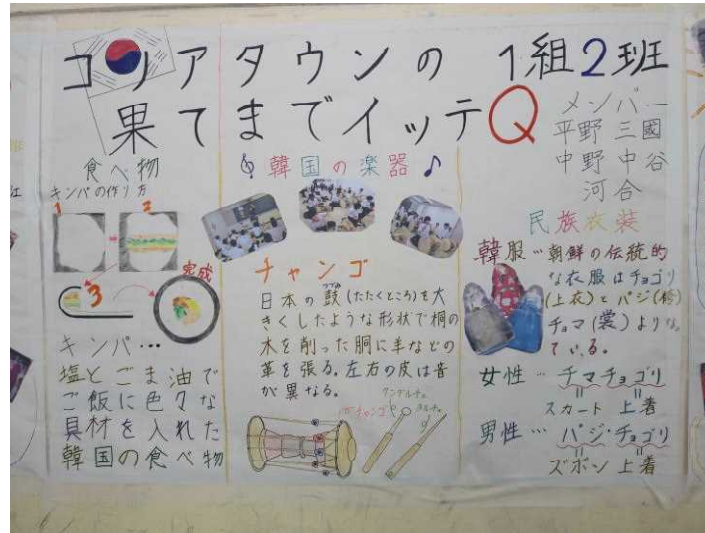 コリアタウンの
果てまでイッテQ
1組2班
メンバー
平野 三國
中野 中谷
河合
食べ物
キンパの作り方
1
2
3
完成
キンパ…
塩とごま油で
ご飯に色々な
具材を入れた
韓国の食べ物
韓国の楽器
チャンゴ
日本の鼓(たたくところ)を大
きくしたような形状で桐の
木を削った胴に羊などの
革を張る。左右の皮は音
が異なる。
チャンゴ
民族衣装
韓服…朝鮮の伝統的
な衣服はチョゴリ
(上衣)とパジ(袴)
チョマ(裳)よりな
ている。
女性…チマチョゴリ
スカート 上着
男性…パジ・チョゴリ
ズボン 上着